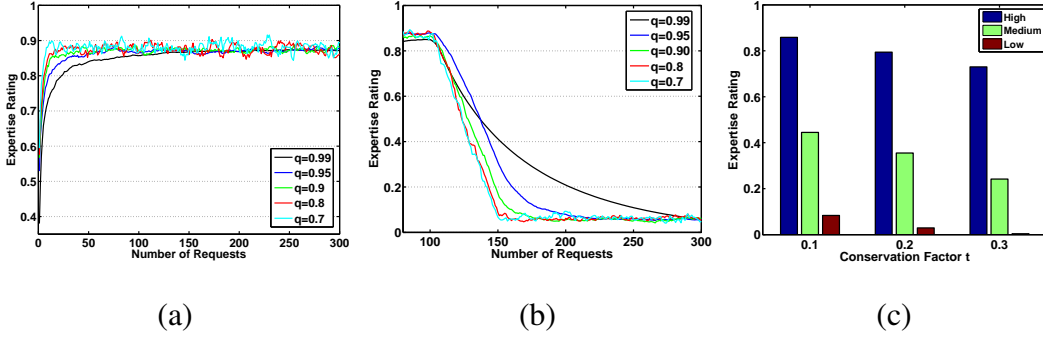 1
0.9
0.8
0.7
0.6
0.5
0.4
Expertise Rating
0 50 100 150 200 250 300
Number of Requests
q=0.99
q=0.95
q=0.9
q=0.8
q=0.7
(a)
1
0.8
0.6
0.4
0.2
0
Expertise Rating
100 150 200 250 300
Number of Requests
q=0.99
q=0.95
q=0.90
q=0.8
q=0.7
(b)
1
0.8
0.6
0.4
0.2
0
Expertise Rating
0.1 0.2 0.3
Conservation Factor t
High
Medium
Low
(c)